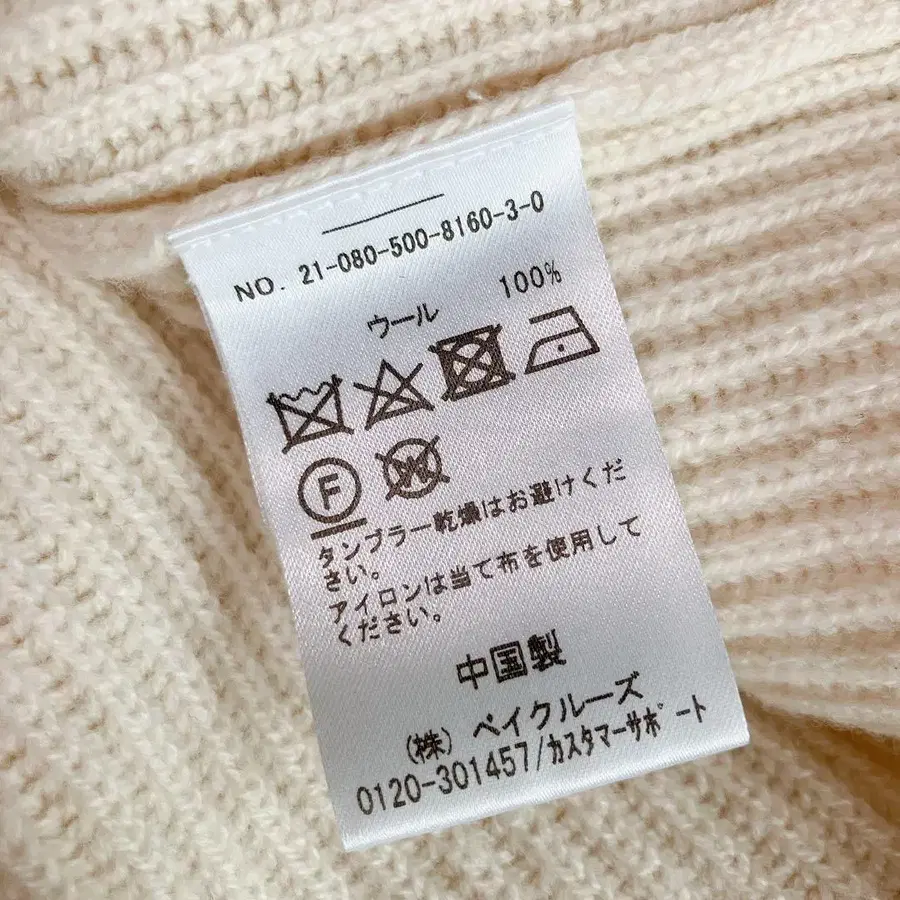 NO. 21-080-500-8160-3-0
ウール 100%
F
W
タンブラー乾燥はお避けくだ
さい。
アイロンは当て布を使用して
ください。
中国製
(株) ベイクルーズ
0120-301457/カスタマーサポート